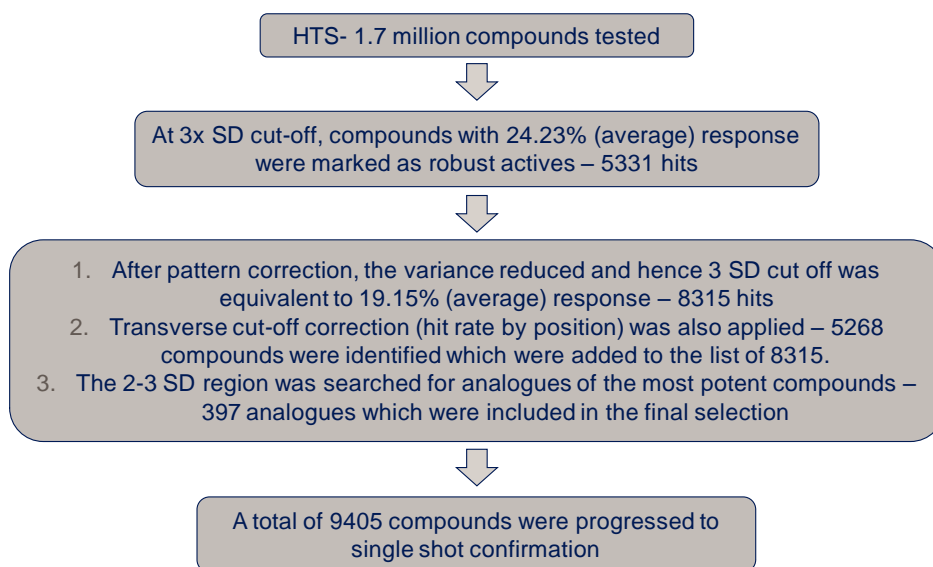 HTS- 1.7 million compounds tested
At 3x SD cut-off, compounds with 24.23% (average) response
were marked as robust actives – 5331 hits
1. After pattern correction, the variance reduced and hence 3 SD cut off was
equivalent to 19.15% (average) response – 8315 hits
2. Transverse cut-off correction (hit rate by position) was also applied – 5268
compounds were identified which were added to the list of 8315.
3. The 2-3 SD region was searched for analogues of the most potent compounds –
397 analogues which were included in the final selection
A total of 9405 compounds were progressed to
single shot confirmation